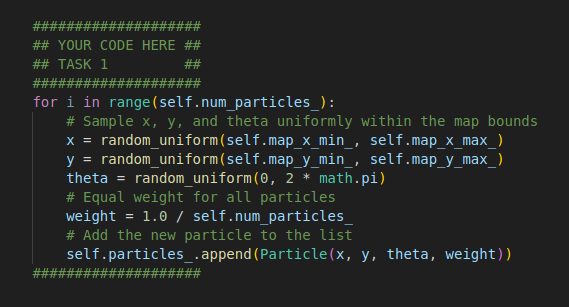 ####################
## YOUR CODE HERE ##
## TASK 1         ##
####################
for i in range(self.num_particles_):
    # Sample x, y, and theta uniformly within the map bounds
    x = random_uniform(self.map_x_min_, self.map_x_max_)
    y = random_uniform(self.map_y_min_, self.map_y_max_)
    theta = random_uniform(0, 2 * math.pi)
    # Equal weight for all particles
    weight = 1.0 / self.num_particles_
    # Add the new particle to the list
    self.particles_.append(Particle(x, y, theta, weight))
####################